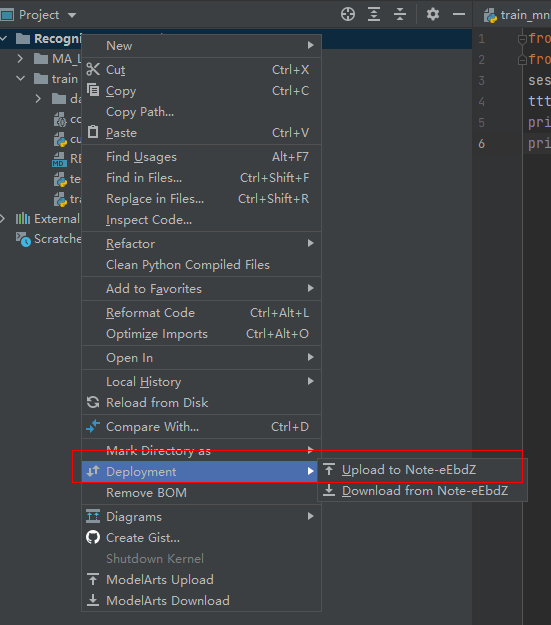 Project
train_mn
Recogni
MA_L
train
da
co
cu
RE
te
tra
External
Scratche
New
Cut Ctrl+X
Copy Ctrl+C
Copy Path...
Paste Ctrl+V
Find Usages Alt+F7
Find in Files... Ctrl+Shift+F
Replace in Files... Ctrl+Shift+R
Inspect Code...
Refactor
Clean Python Compiled Files
Add to Favorites
Reformat Code Ctrl+Alt+L
Optimize Imports Ctrl+Alt+O
Open In
Local History
Reload from Disk
Compare With... Ctrl+D
Mark Directory as
Deployment
Remove BOM
Diagrams
Create Gist...
Shutdown Kernel
ModelArts Upload
ModelArts Download
Upload to Note-eEbdZ
Download from Note-eEbdZ
1 fro
2 fro
3 ses
4 ttt
5 pri
6 pri